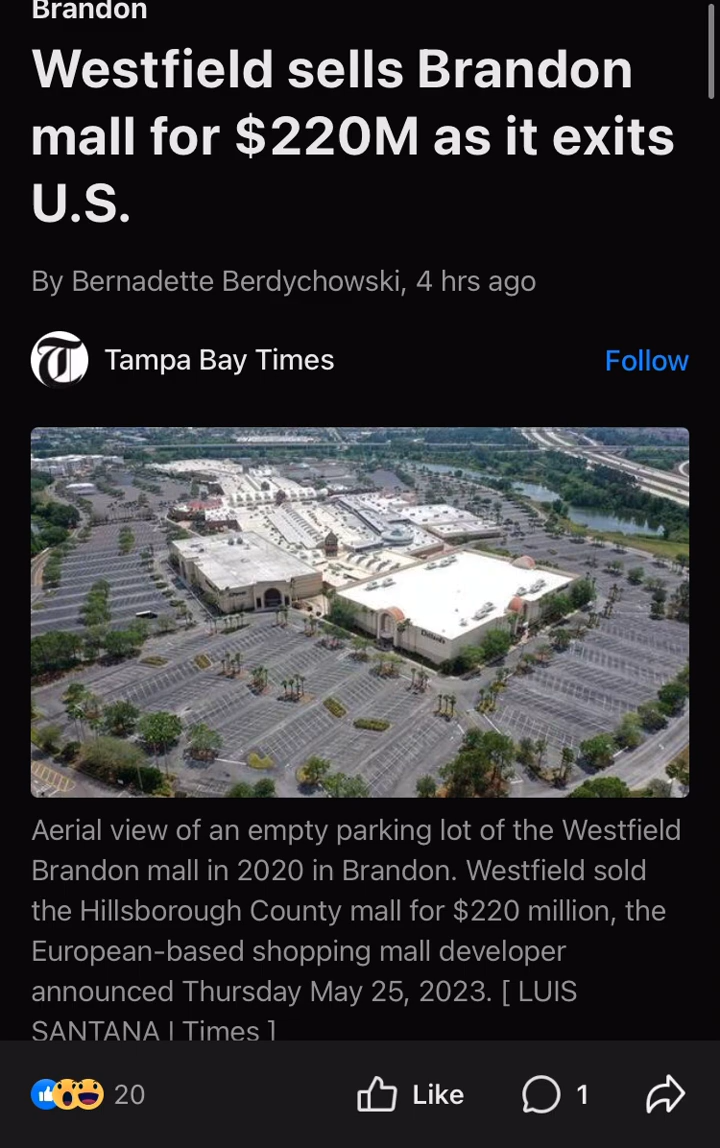 Brandon
Westfield sells Brandon
mall for $220M as it exits
U.S.
By Bernadette Berdychowski, 4 hrs ago
T
Tampa Bay Times
Follow
Dillard's
Aerial view of an empty parking lot of the Westfield
Brandon mall in 2020 in Brandon. Westfield sold
the Hillsborough County mall for $220 million, the
European-based shopping mall developer
announced Thursday May 25, 2023. [ LUIS
SANTANA | Times ]
20
Like
1